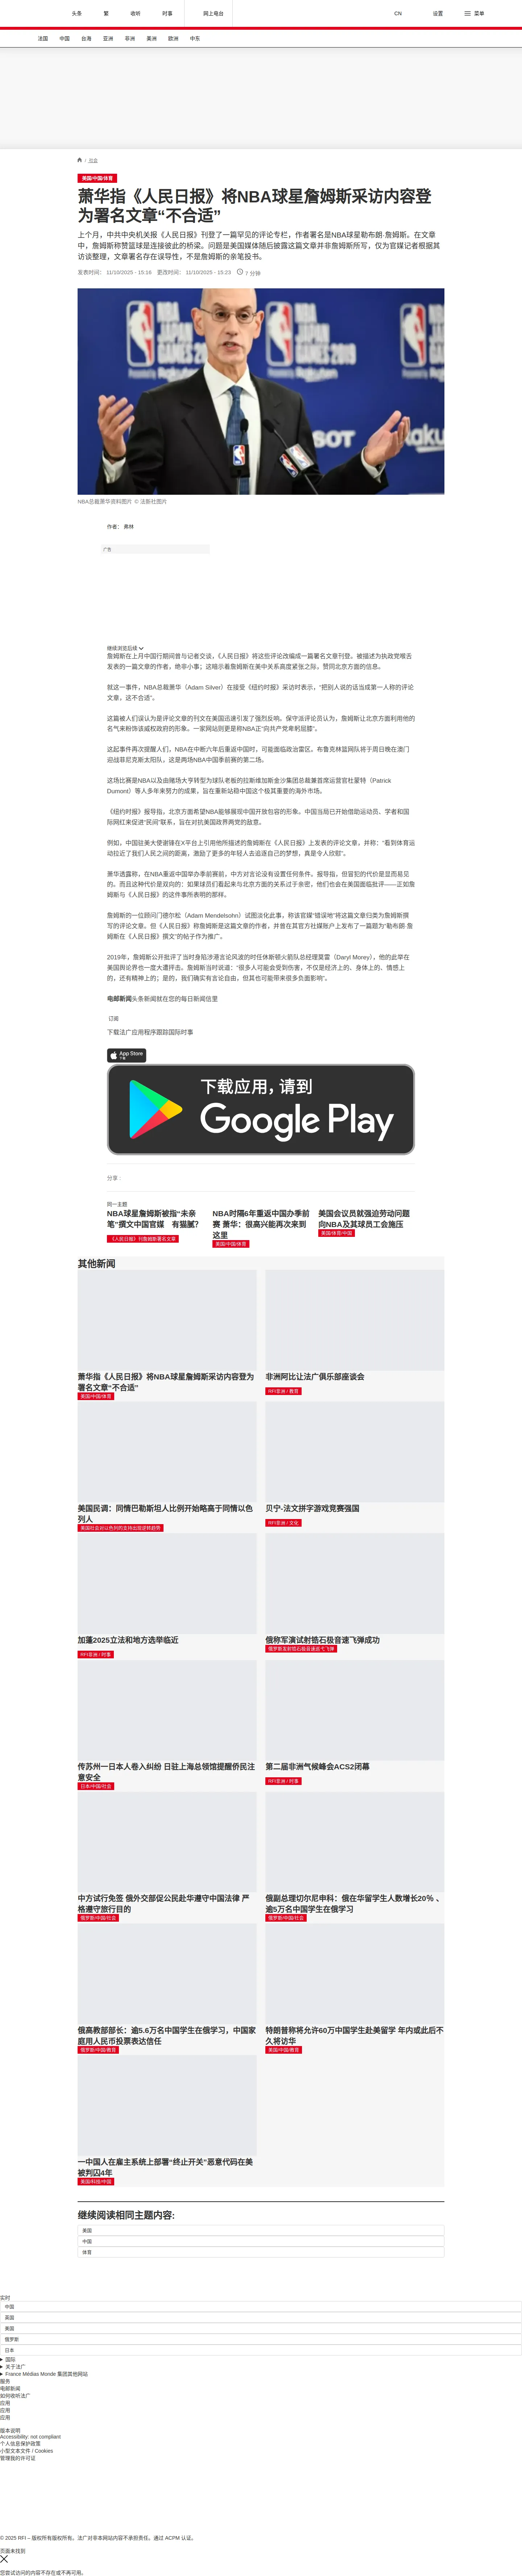 头条
繁
收听
时事
网上电台
CN
设置
菜单
法国
中国
台海
亚洲
非洲
美洲
欧洲
中东
/ 北京
美国/中国/体育
萧华指《人民日报》将NBA球星詹姆斯采访内容登
为署名文章“不合适”
上个月，中共中央机关报《人民日报》刊登了一篇罕见的评论专栏，作者署名是NBA球星勒布朗·詹姆斯。在文章
中，詹姆斯称赞篮球是连接彼此的桥梁。问题是美国媒体随后披露这篇文章并非詹姆斯所写，仅为官媒记者根据其
访谈整理，文章署名存在误导性，不是詹姆斯的亲笔投书。
发表时间： 11/10/2025 - 15:16 更改时间： 11/10/2025 - 15:23 7 分钟
NBA总裁萧华资料图片 © 法新社图片
作者： 弗林
广告
继续浏览后续
詹姆斯在上月中国行期间曾与记者交谈，《人民日报》将这些评论改编成一篇署名文章刊登。被描述为执政党喉舌
发表的一篇文章的作者，绝非小事；这暗示着詹姆斯在美中关系高度紧张之际，赞同北京方面的信息。
就这一事件，NBA总裁萧华（Adam Silver）在接受《纽约时报》采访时表示，“把别人说的话当成第一人称的评论
文章，这不合适”。
这篇被人们误认为是评论文章的刊文在美国迅速引发了强烈反响。保守派评论员认为，詹姆斯让北京方面利用他的
名气来粉饰该威权政府的形象。一家网站则更是称NBA正“向共产党卑躬屈膝”。
这起事件再次提醒人们，NBA在中断六年后重返中国时，可能面临政治雷区。布鲁克林篮网队将于周日晚在澳门
迎战菲尼克斯太阳队，这是两场NBA中国季前赛的第二场。
这场比赛是NBA以及由赌场大亨转型为球队老板的拉斯维加斯金沙集团总裁兼首席运营官杜蒙特（Patrick
Dumont）等人多年来努力的成果，旨在重新站稳中国这个极其重要的海外市场。
《纽约时报》报导指，北京方面希望NBA能够展现中国开放包容的形象。中国当局已开始借助运动员、学者和国
际网红来促进“民间”联系，旨在对抗美国政界两党的敌意。
例如，中国驻美大使谢锋在X平台上引用他所描述的詹姆斯在《人民日报》上发表的评论文章，并称：“看到体育运
动拉近了我们人民之间的距离，激励了更多的年轻人去追逐自己的梦想，真是令人欣慰”。
萧华透露称，在NBA重返中国举办季前赛前，中方对言论没有设置任何条件。报导指，但冒犯的代价是显而易见
的。而且这种代价是双向的：如果球员们看起来与北京方面的关系过于亲密，他们也会在美国面临批评——正如詹
姆斯与《人民日报》的这件事所表明的那样。
詹姆斯的一位顾问门德尔松（Adam Mendelsohn）试图淡化此事，称该官媒“错误地”将这篇文章归类为詹姆斯撰
写的评论文章。但《人民日报》称詹姆斯是这篇文章的作者，并曾在其官方社媒账户上发布了一篇题为“勒布朗·詹
姆斯在《人民日报》撰文”的帖子作为推广。
2019年，詹姆斯公开批评了当时身陷涉港言论风波的时任休斯顿火箭队总经理莫雷（Daryl Morey），他的此举在
美国舆论界也一度大遭抨击。詹姆斯当时说道：“很多人可能会受到伤害，不仅是经济上的、身体上的、情感上
的，还有精神上的；是的，我们确实有言论自由，但其也可能带来很多负面影响”。
电邮新闻头条新闻就在您的每日新闻信里
订阅
下载法广应用程序跟踪国际时事
App Store
下载应用，请到
Google Play
分享 :
同一主题
NBA球星詹姆斯被指“未亲
笔”撰文中国官媒 有猫腻?
《人民日报》刊詹姆斯署名文章
NBA时隔6年重返中国办季前
赛 萧华：很高兴能再次来到
这里
美国/中国/体育
美国会议员就强迫劳动问题
向NBA及其球员工会施压
美国/体育/中国
其他新闻
萧华指《人民日报》将NBA球星詹姆斯采访内容登为
署名文章“不合适”
美国/中国/体育
非洲阿比让法广俱乐部座谈会
RFI非洲 / 教育
美国民调：同情巴勒斯坦人比例开始略高于同情以色
列人
美国社会对以色列的支持出现逆转趋势
贝宁-法文拼字游戏竞赛强国
RFI非洲 / 文化
加蓬2025立法和地方选举临近
RFI非洲 / 时事
俄称军演试射锆石极音速飞弹成功
俄罗斯发射锆石极音速巡弋飞弹
传苏州一日本人卷入纠纷 日驻上海总领馆提醒侨民注
意安全
日本/中国/社会
第二届非洲气候峰会ACS2闭幕
RFI非洲 / 时事
中方试行免签 俄外交部促公民赴华遵守中国法律 严
格遵守旅行目的
俄罗斯/中国/社会
俄副总理切尔尼申科：俄在华留学生人数增长20% 、
逾5万名中国学生在俄学习
俄罗斯/中国/社会
俄高教部部长：逾5.6万名中国学生在俄学习，中国家
庭用人民币投票表达信任
俄罗斯/中国/教育
特朗普称将允许60万中国学生赴美留学 年内或此后不
久将访华
美国/中国/教育
一中国人在雇主系统上部署“终止开关”恶意代码在美
被判囚4年
美国/科技/中国
继续阅读相同主题内容:
美国
中国
体育
实时
中国
英国
美国
俄罗斯
日本
国际
关于法广
France Médias Monde 集团其他网站
服务
电邮新闻
如何收听法广
应用
应用
应用
版本说明
Accessibility: not compliant
个人信息保护政策
小型文本文件 / Cookies
管理我的许可证
© 2025 RFI – 版权所有版权所有。法广对非本网站内容不承担责任。通过 ACPM 认证。
页面未找到
您尝试访问的内容不存在或不再可用。